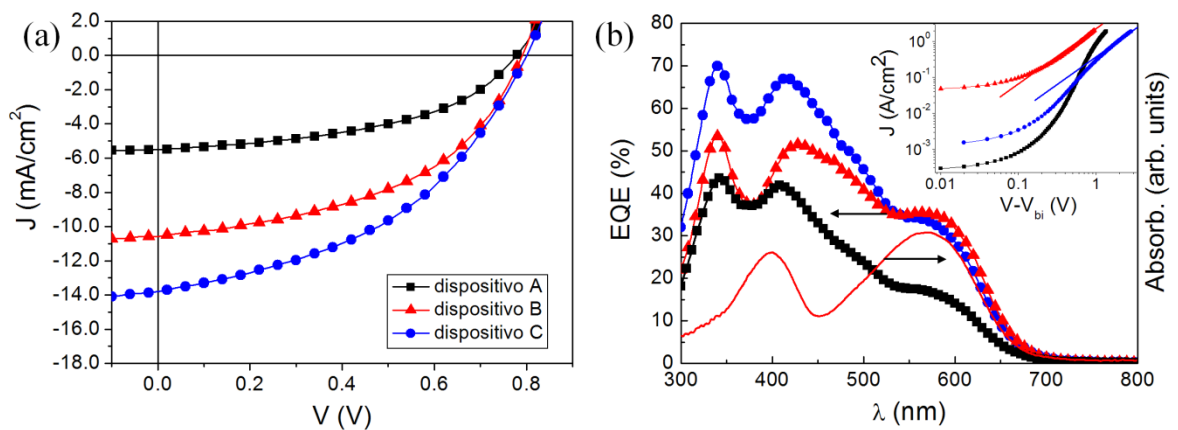 (a)
2.0
0.0
-2.0
-4.0
-6.0
-8.0
-10.0
-12.0
-14.0
-16.0
-18.0
J (mA/cm²)
dispositivo A
dispositivo B
dispositivo C
0.0 0.2 0.4 0.6 0.8
V (V)
(b)
80
70
60
50
40
30
20
10
0
EQE (%)
10⁰
10⁻¹
10⁻²
10⁻³
J (A/cm²)
0.01 0.1 1
V-V_bi (V)
Absorb. (arb. units)
300 400 500 600 700 800
λ (nm)